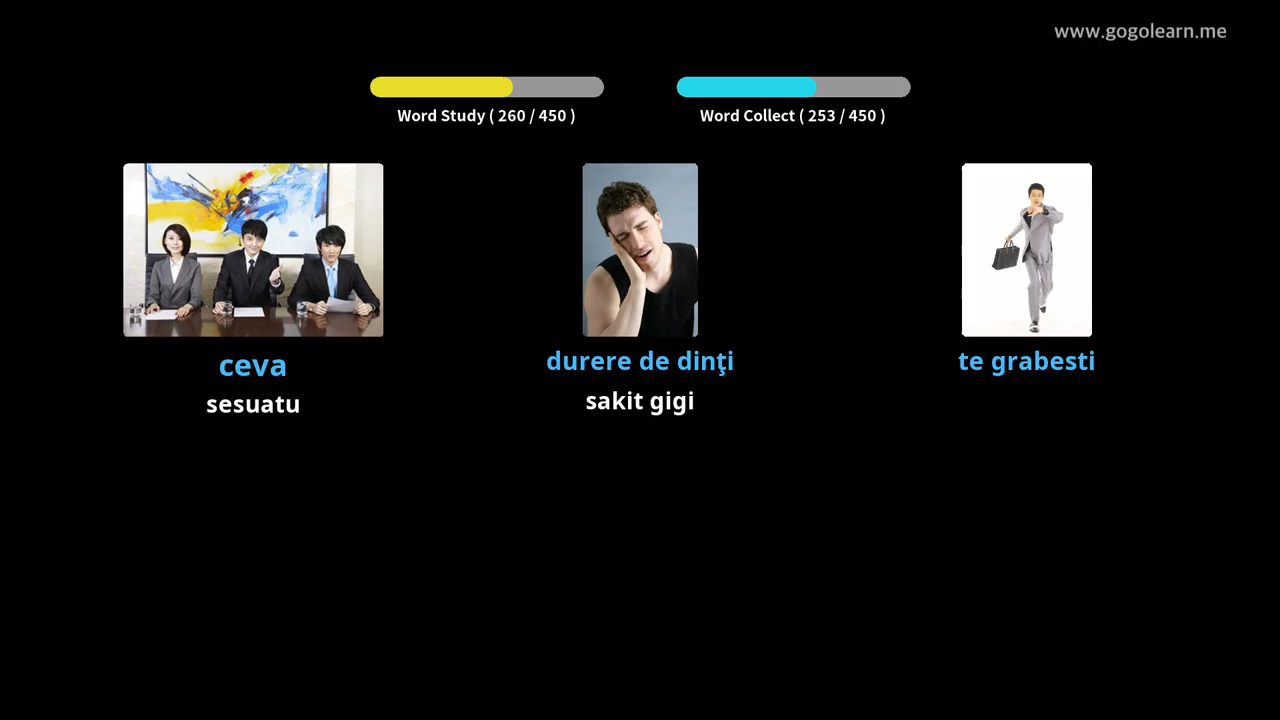 www.gogolearn.me
Word Study ( 260 / 450 )
Word Collect ( 253 / 450 )
ceva
sesuatu
durere de dinţi
sakit gigi
te grabesti